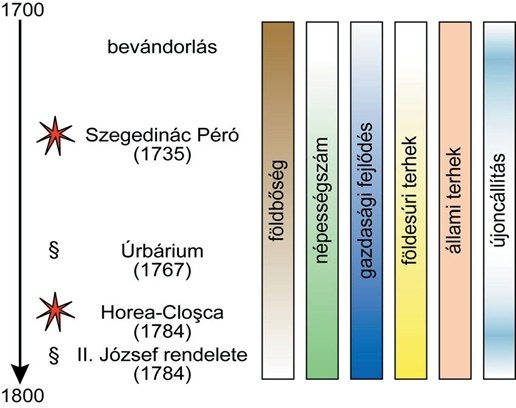 1700
bevándorlás
Szegedinác Péró
(1735)
§ Úrbárium
(1767)
Horea-Cloşca
(1784)
§ II. József rendelete
(1784)
1800
földbőség
népességszám
gazdasági fejlődés
földesúri terhek
állami terhek
újoncállítás